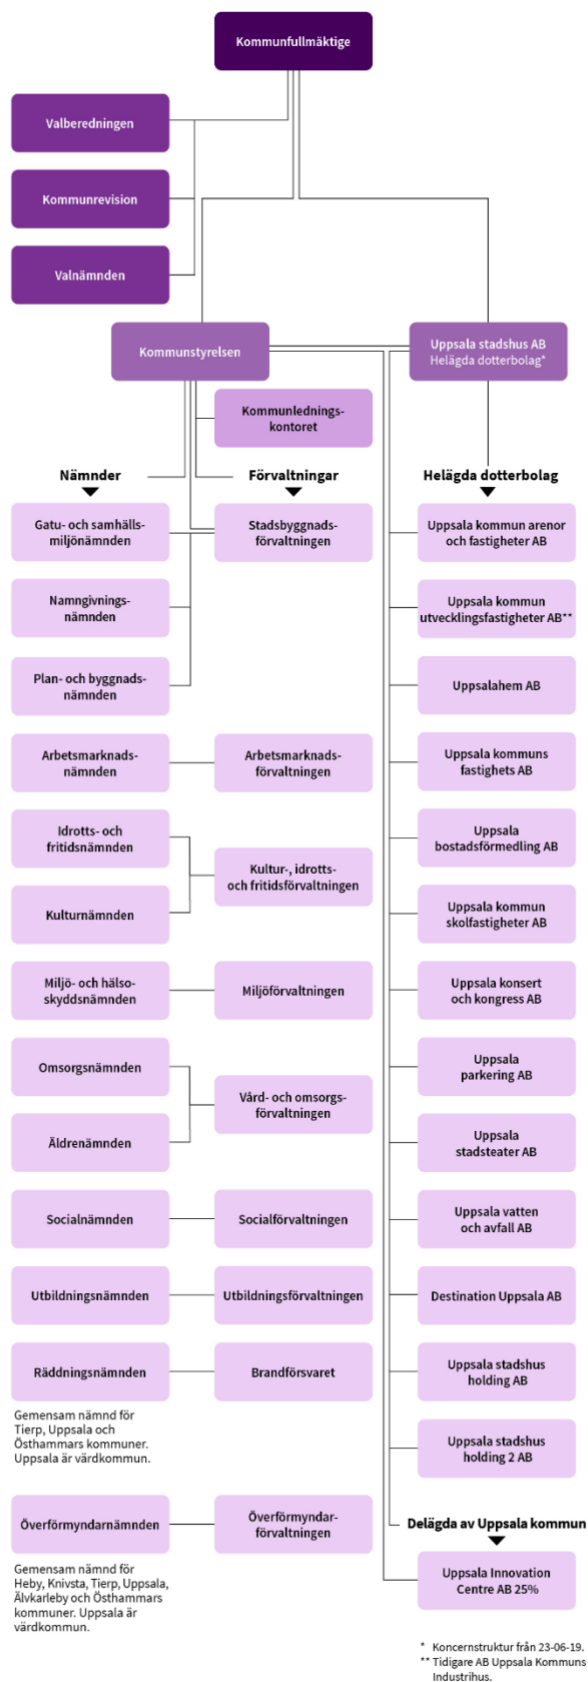 Kommunfullmäktige
Valberedningen
Kommunrevision
Valnämnden
Kommunstyrelsen
Uppsala stadshus AB
Helägda dotterbolag*
Kommunlednings-
kontoret
Nämnder
Förvaltningar
Helägda dotterbolag
Gatu- och samhälls-
miljönämnden
Stadsbyggnads-
förvaltningen
Uppsala kommun arenor
och fastigheter AB
Namngivnings-
nämnden
Uppsala kommun
utvecklingsfastigheter AB**
Plan- och byggnads-
nämnden
Uppsalahem AB
Arbetsmarknads-
nämnden
Arbetsmarknads-
förvaltningen
Uppsala kommuns
fastighets AB
Idrotts- och
fritidsnämnden
Kultur-, idrotts-
och fritidsförvaltningen
Uppsala
bostadsförmedling AB
Kulturnämnden
Uppsala kommun
skolfastigheter AB
Miljö- och hälso-
skyddsnämnden
Miljöförvaltningen
Uppsala konsert
och kongress AB
Omsorgsnämnden
Vård- och omsorgs-
förvaltningen
Uppsala
parkering AB
Äldrenämnden
Uppsala
stadsteater AB
Socialnämnden
Socialförvaltningen
Uppsala vatten
och avfall AB
Utbildningsnämnden
Utbildningsförvaltningen
Destination Uppsala AB
Räddningsnämnden
Brandförsvaret
Uppsala stadshus
holding AB
Gemensam nämnd för
Tierp, Uppsala och
Östhammars kommuner.
Uppsala är värdkommun.
Uppsala stadshus
holding 2 AB
Överförmyndarnämnden
Överförmyndar-
förvaltningen
Delägda av Uppsala kommun
Gemensam nämnd för
Heby, Knivsta, Tierp, Uppsala,
Älvkarleby och Östhammars
kommuner. Uppsala är
värdkommun.
Uppsala Innovation
Centre AB 25%
* Koncernstruktur från 23-06-19.
** Tidigare AB Uppsala Kommuns
Industrihus.